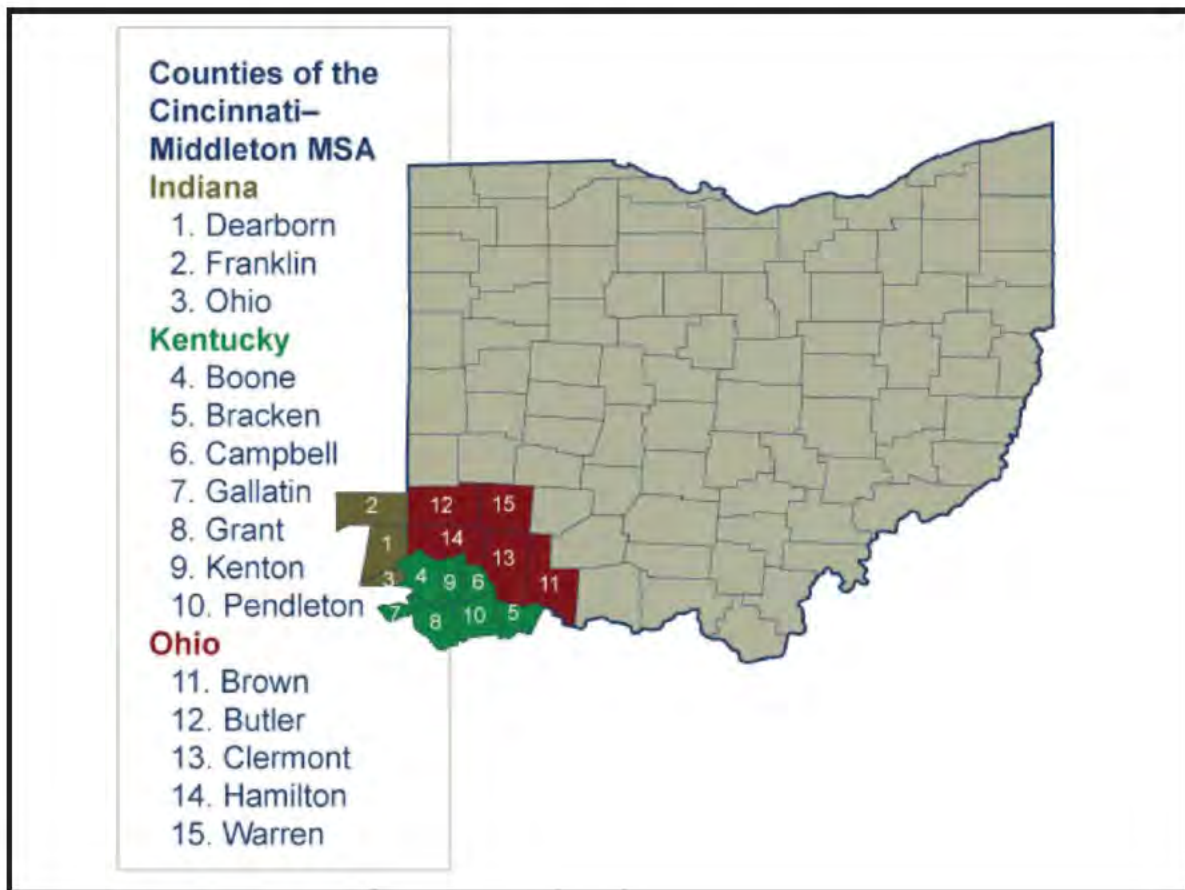 Counties of the
Cincinnati–
Middleton MSA
Indiana
1. Dearborn
2. Franklin
3. Ohio
Kentucky
4. Boone
5. Bracken
6. Campbell
7. Gallatin
8. Grant
9. Kenton
10. Pendleton
Ohio
11. Brown
12. Butler
13. Clermont
14. Hamilton
15. Warren
2 12 15
1 14 13
3 4 9 6 11
7 8 10 5